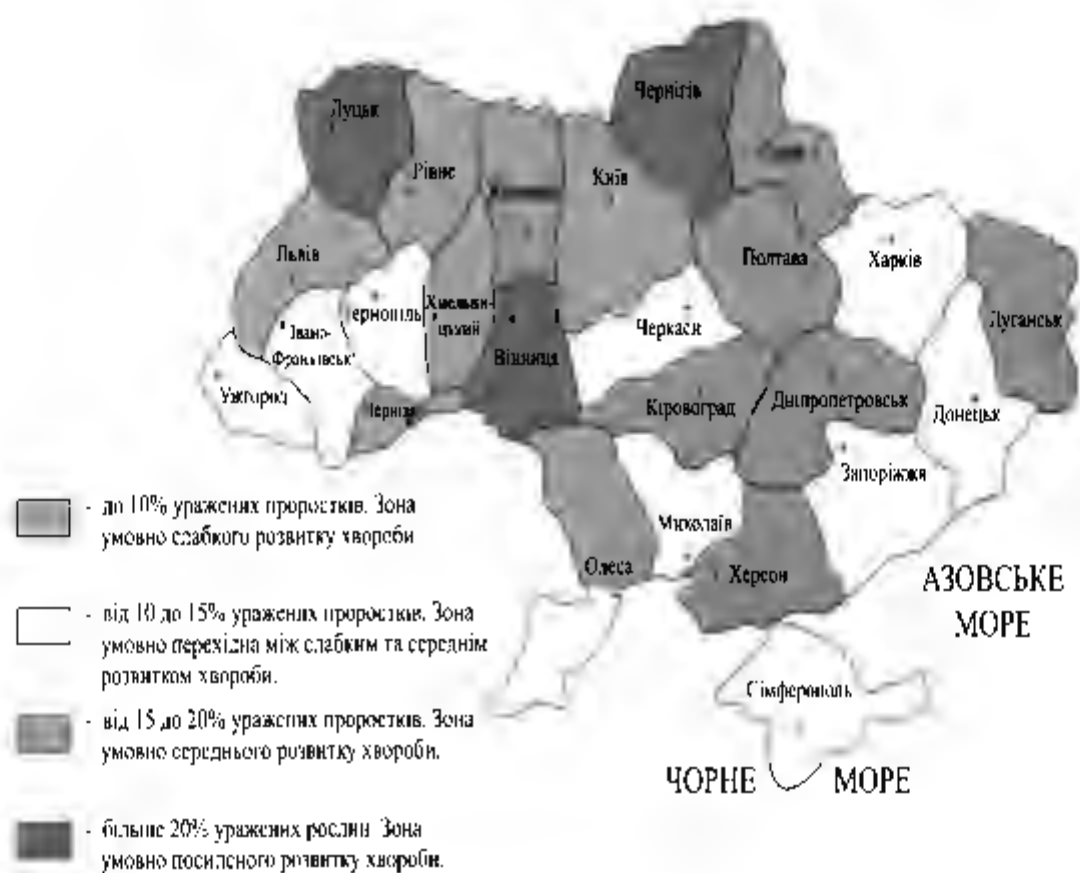 Чернігів
Луцьк
Рівне
Київ
Львів
Полтава
Харків
Луганськ
Хмельни-
цький
Черкаси
Івано-
Франківськ
Вінниця
Ужгород
Кіровоград
Дніпропетровськ
Донецьк
Запоріжжя
Миколаїв
Одеса
Херсон
АЗОВСЬКЕ
МОРЕ
Сімферополь
ЧОРНЕ МОРЕ
- до 10% уражених проростків. Зона
умовно слабкого розвитку хвороби
- від 10 до 15% уражених проростків. Зона
умовно перехідна між слабким та середнім
розвитком хвороби.
- від 15 до 20% уражених проростків. Зона
умовно середнього розвитку хвороби.
- більше 20% уражених рослин Зона
умовно посиленого розвитку хвороби.